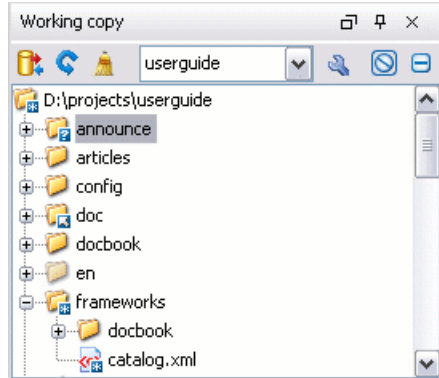 Working copy
userguide
D:\projects\userguide
announce
articles
config
doc
docbook
en
frameworks
docbook
catalog.xml